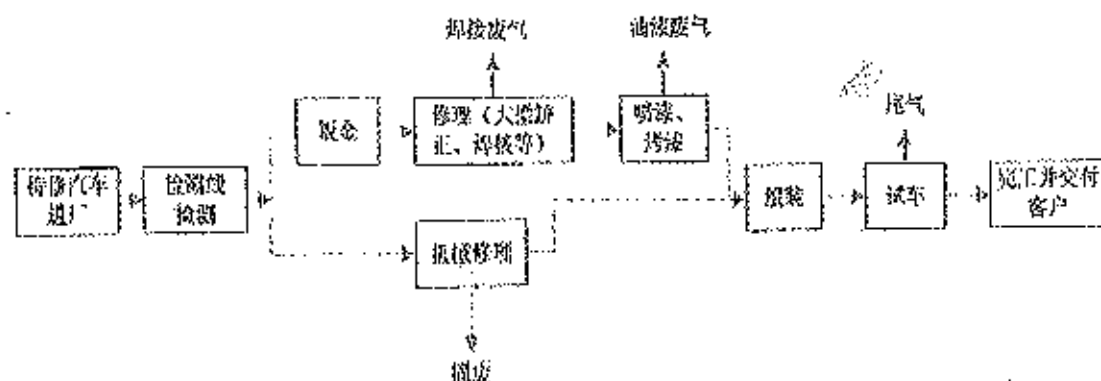 焊接废气
油漆废气
尾气
钣金
修理（大梁矫
正、焊接等）
喷漆、
烤漆
待修汽车
进厂
检测线
检测
组装
试车
完工并交付
客户
机械修理
固废